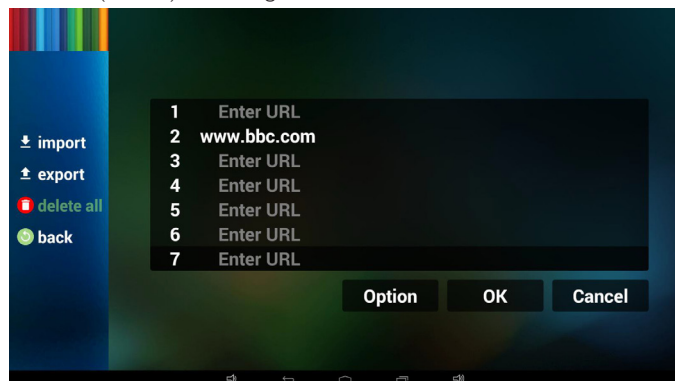 import
export
delete all
back
1 Enter URL
2 www.bbc.com
3 Enter URL
4 Enter URL
5 Enter URL
6 Enter URL
7 Enter URL
Option OK Cancel